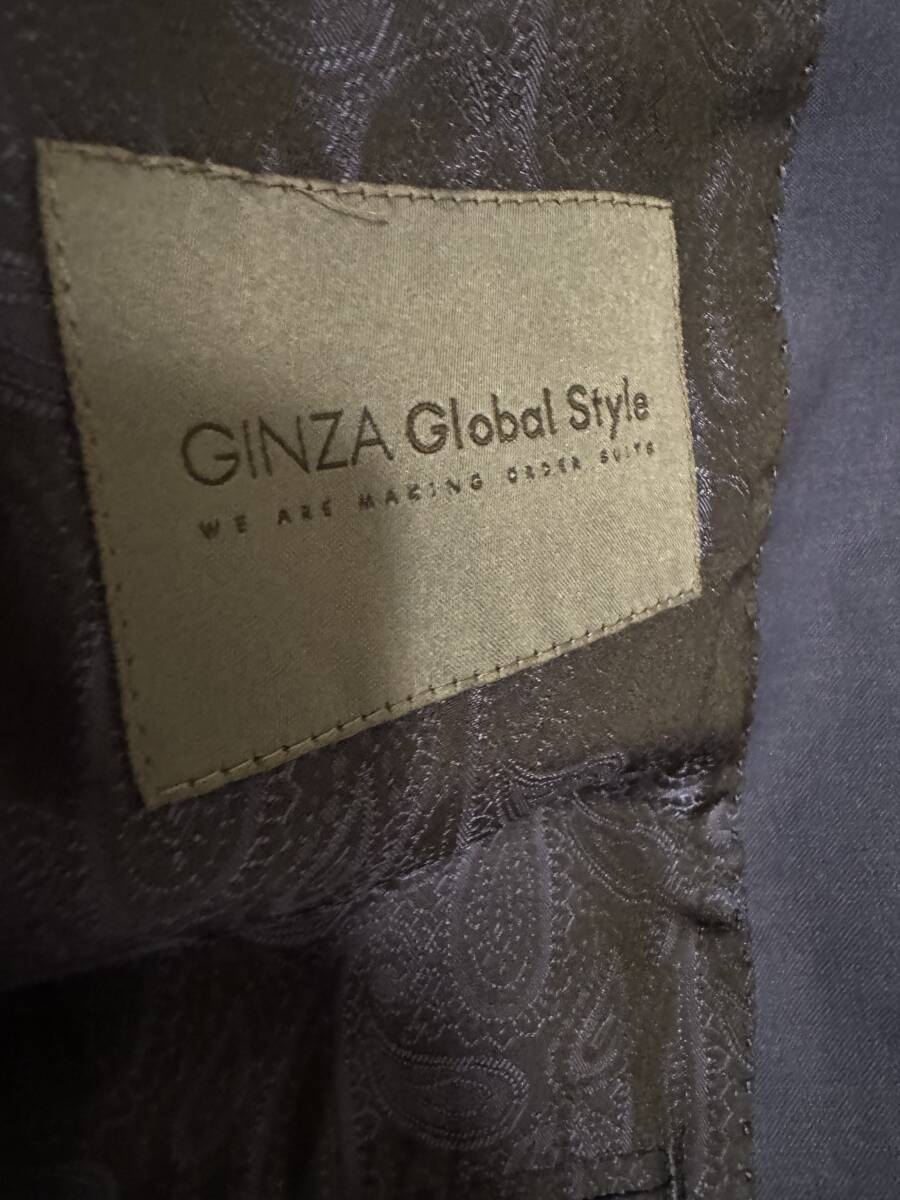 GINZA Global Style
WE ARE MAKING ORDER SUITS